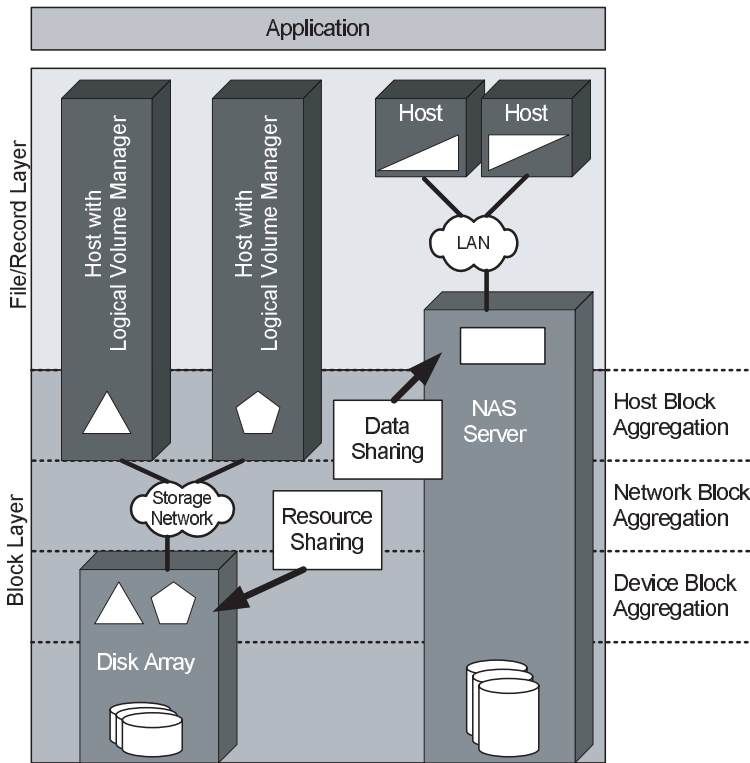 Application
File/Record Layer
Host with
Logical Volume Manager
Host with
Logical Volume Manager
Host
Host
LAN
NAS
Server
Data
Sharing
Host Block
Aggregation
Block Layer
Storage
Network
Resource
Sharing
Network Block
Aggregation
Device Block
Aggregation
Disk Array